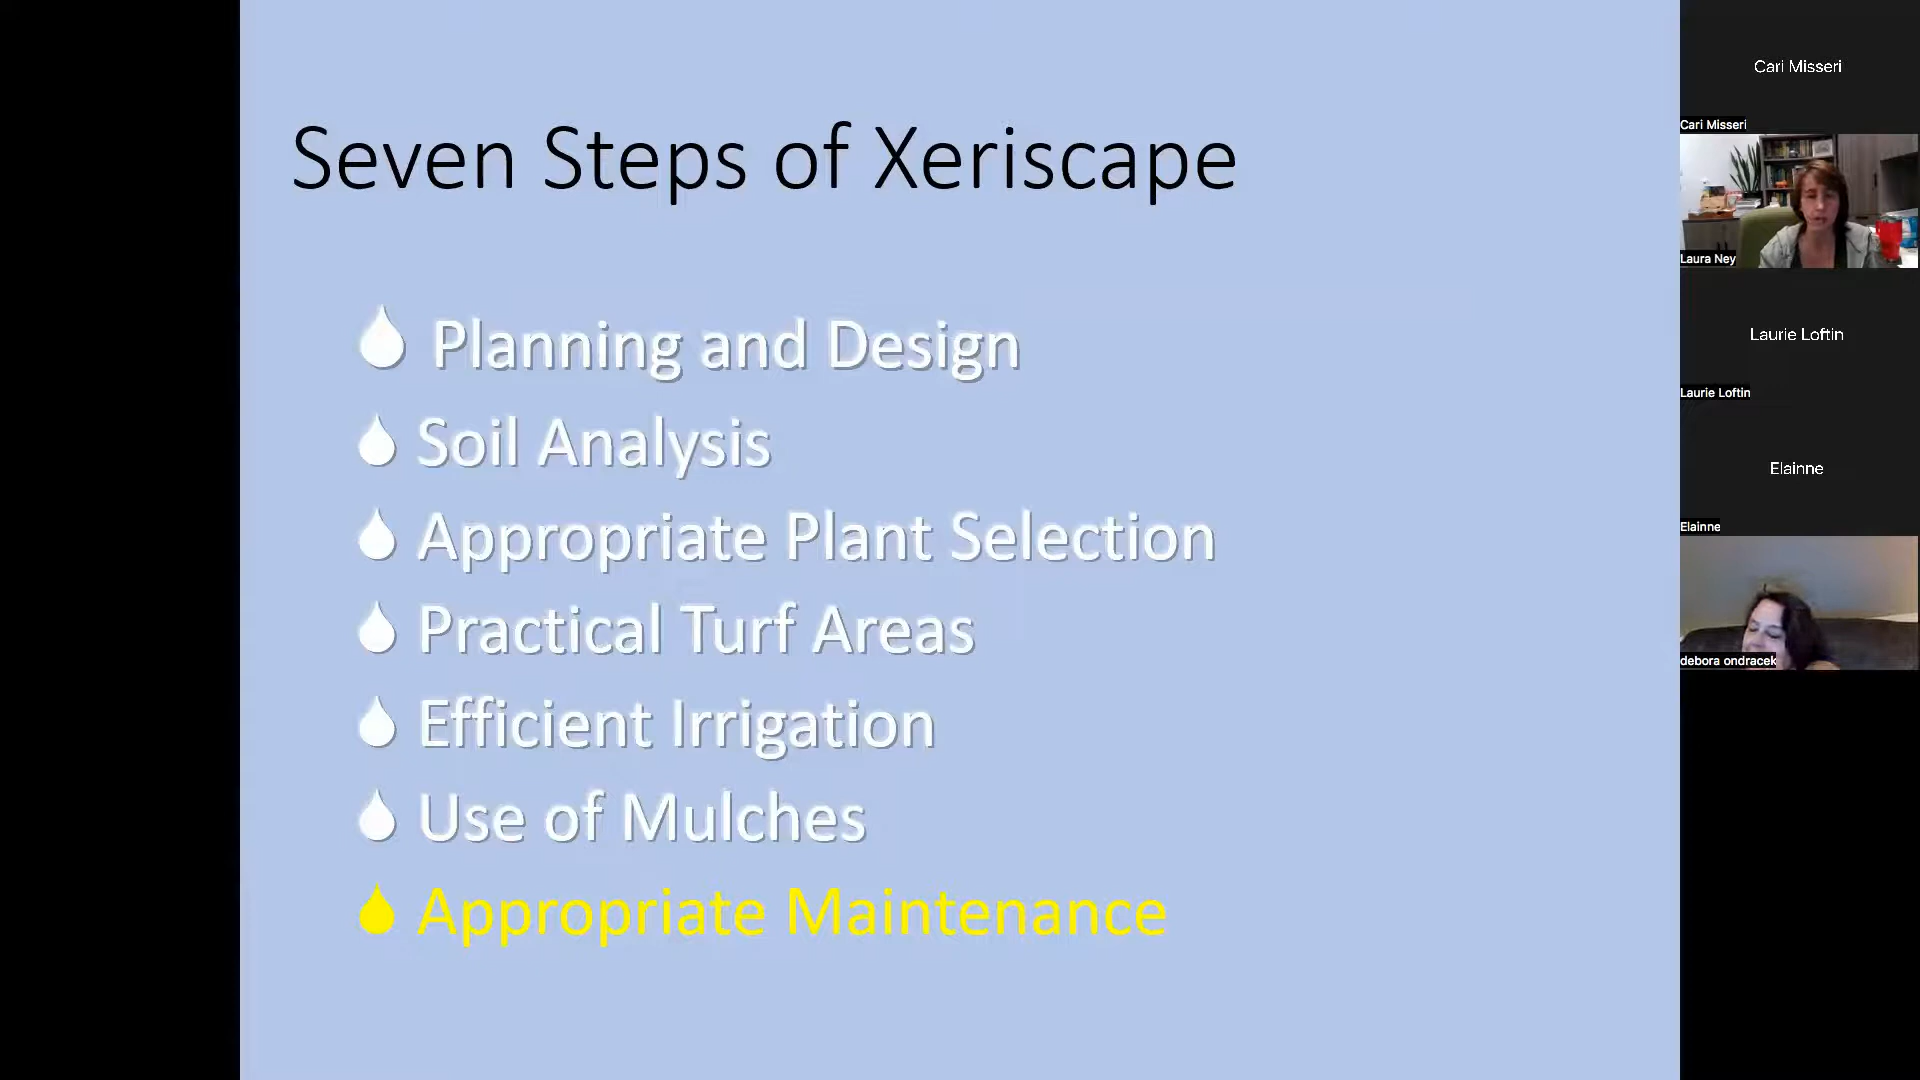 Seven Steps of Xeriscape
Planning and Design
Soil Analysis
Appropriate Plant Selection
Practical Turf Areas
Efficient Irrigation
Use of Mulches
Appropriate Maintenance
Cari Misseri
Cari Misseri
Laura Ney
Laurie Loftin
Laurie Loftin
Elainne
Elainne
debora ondracek